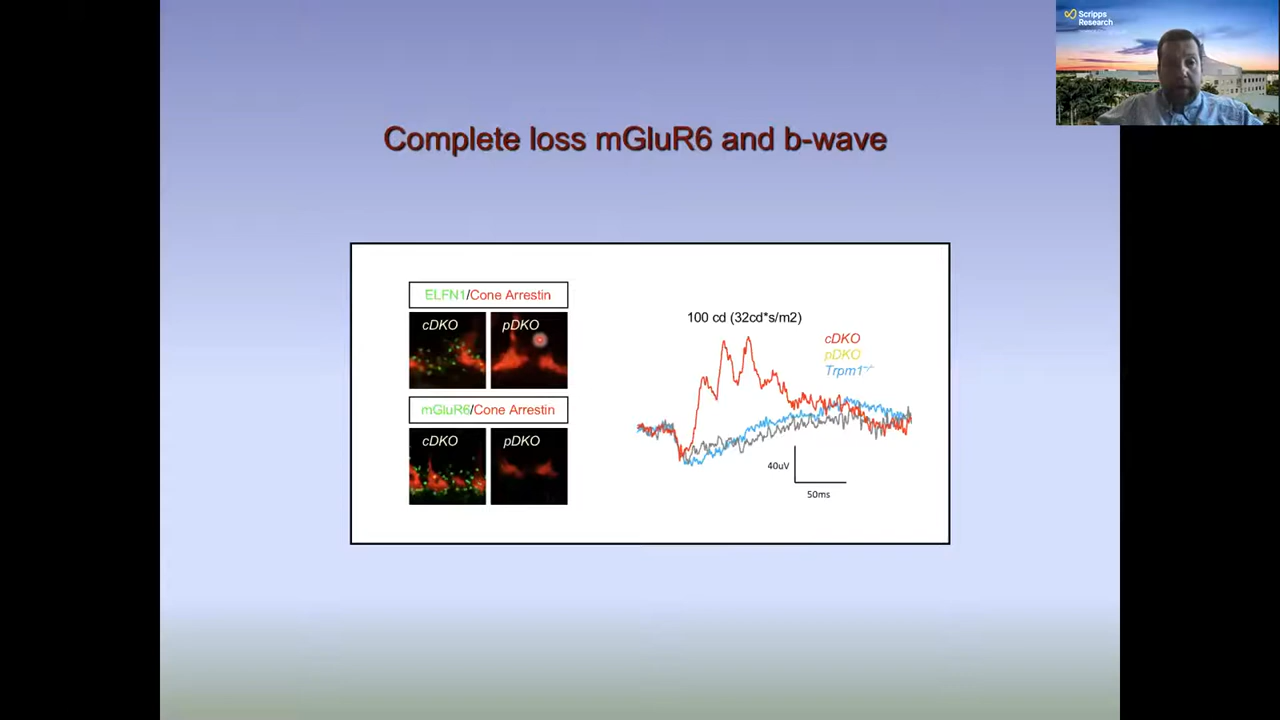 Scripps
Research
Complete loss mGluR6 and b-wave
ELFN1/Cone Arrestin
cDKO
pDKO
mGluR6/Cone Arrestin
cDKO
pDKO
100 cd (32cd*s/m2)
cDKO
pDKO
Trpm1⁻/⁻
40uV
50ms